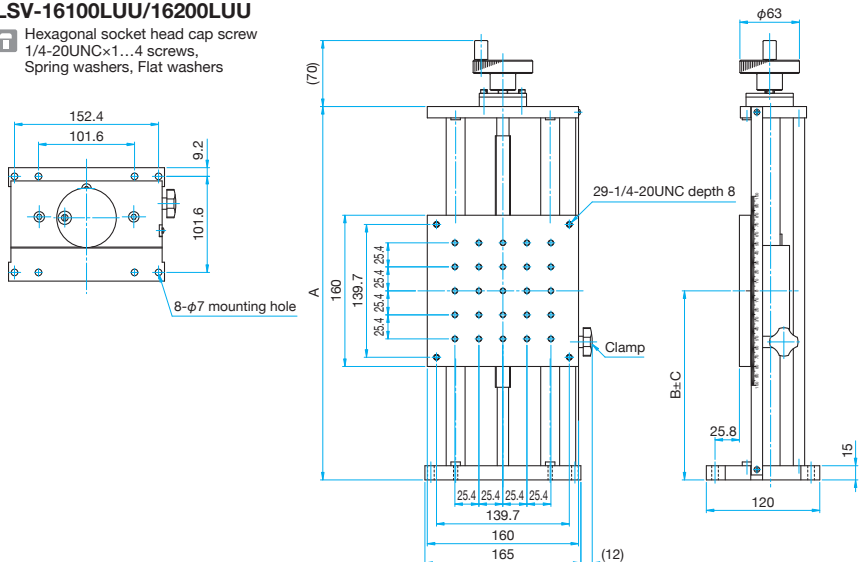 LSV-16100LUU/16200LUU
Hexagonal socket head cap screw
1/4-20UNC×1…4 screws,
Spring washers, Flat washers
152.4
101.6
9.2
101.6
8-φ7 mounting hole
(70)
A
160
139.7
25.4
25.4
25.4
25.4
29-1/4-20UNC depth 8
Clamp
25.4 25.4 25.4 25.4
139.7
160
165
(12)
φ63
B±C
25.8
15
120